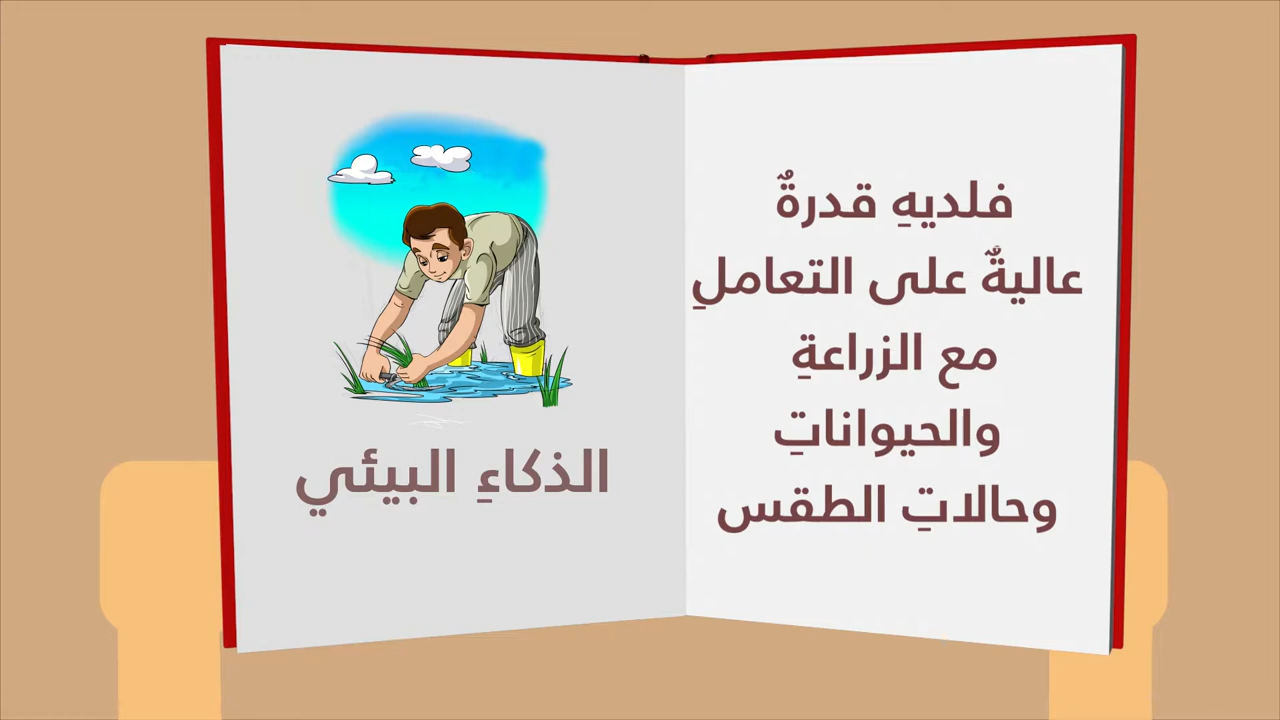 فلديهِ قدرةٌ
عاليةٌ على التعاملِ
مع الزراعةِ
والحيواناتِ
وحالاتِ الطقس
الذكاءِ البيئي